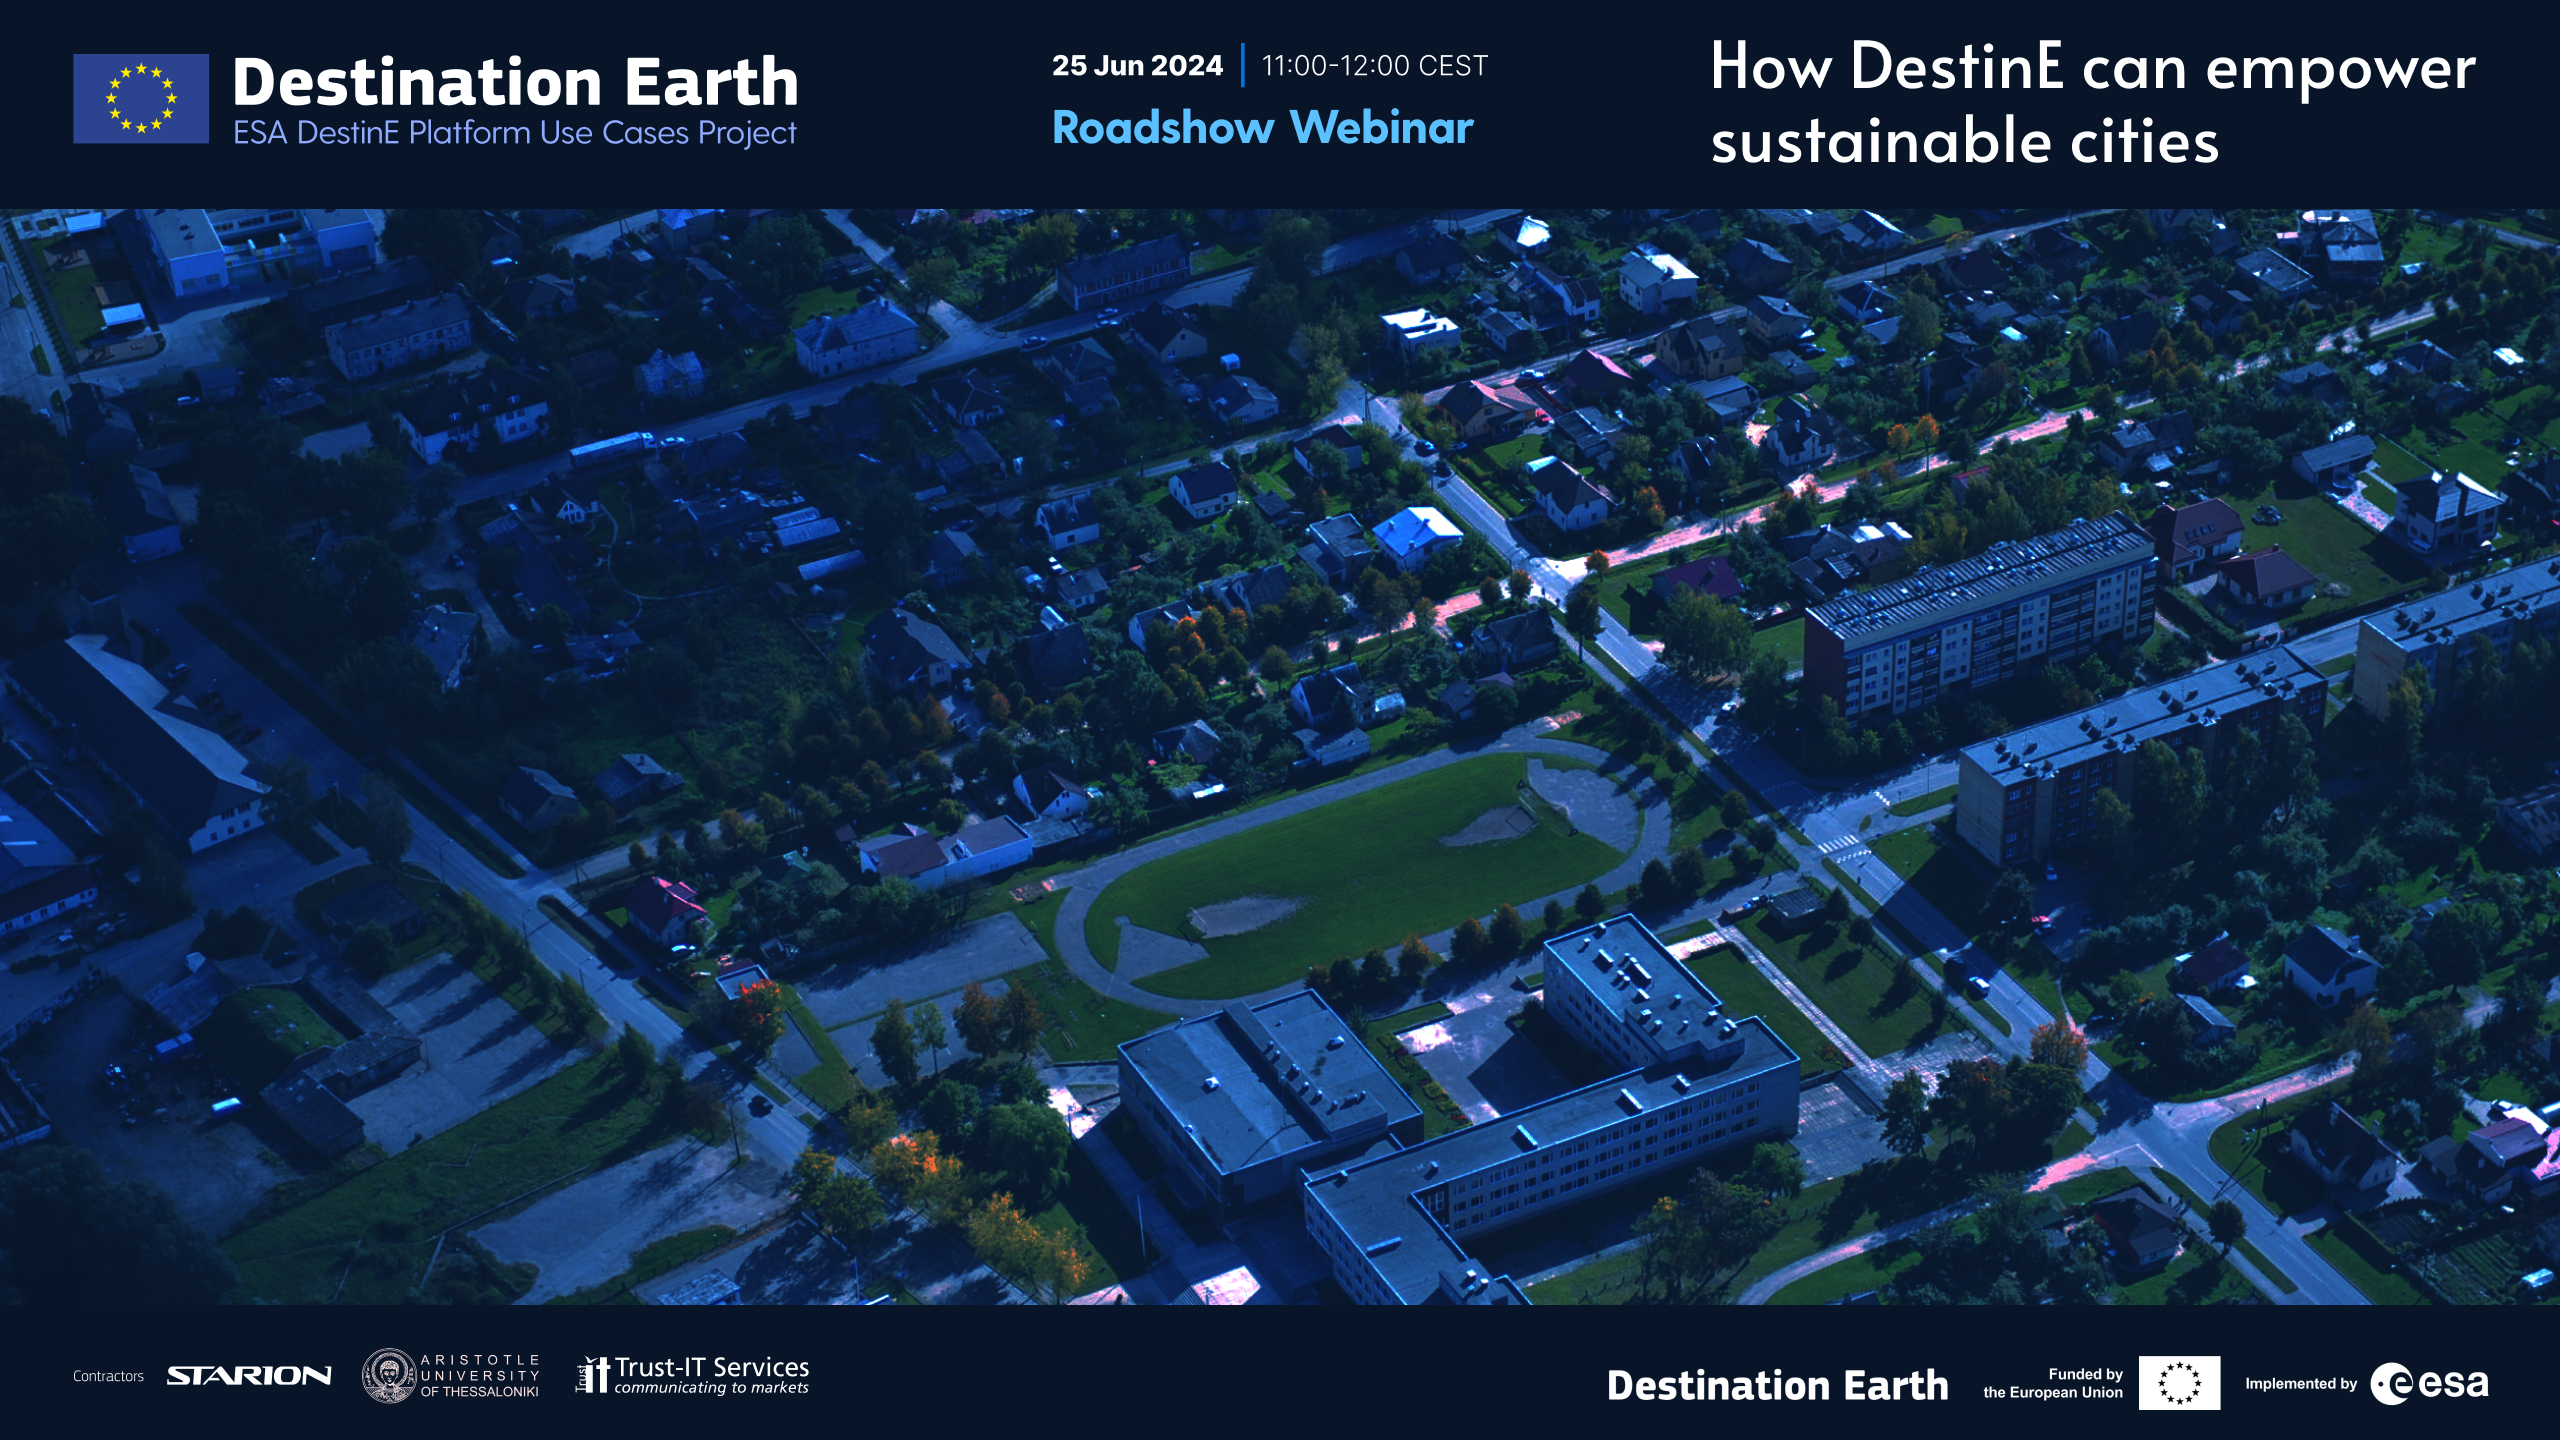 Destination Earth
ESA DestinE Platform Use Cases Project
25 Jun 2024 | 11:00-12:00 CEST
Roadshow Webinar
How DestinE can empower
sustainable cities
Contractors
STARION
ARISTOTLE
UNIVERSITY
OF THESSALONIKI
Trust
it
Trust-IT Services
communicating to markets
Destination Earth
Funded by
the European Union
Implemented by
esa